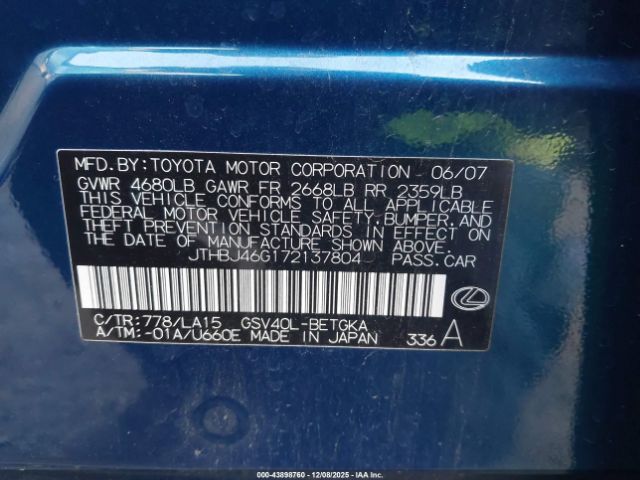 MFD.BY:TOYOTA MOTOR CORPORATION 06/07
GVWR 4680LB GAWR FR 2668LB RR 2359LB
THIS VEHICLE CONFORMS TO ALL APPLICABLE
FEDERAL MOTOR VEHICLE SAFETY, BUMPER, AND
THEFT PREVENTION STANDARDS IN EFFECT ON
THE DATE OF MANUFACTURE SHOWN ABOVE.
JTHBJ46G172137804 PASS.CAR
C/TR:778/LA15 GSV40L-BETGKA
A/TM:-01A/U660E MADE IN JAPAN 336 A
000-43898760 - 12/08/2025 - IAA Inc.